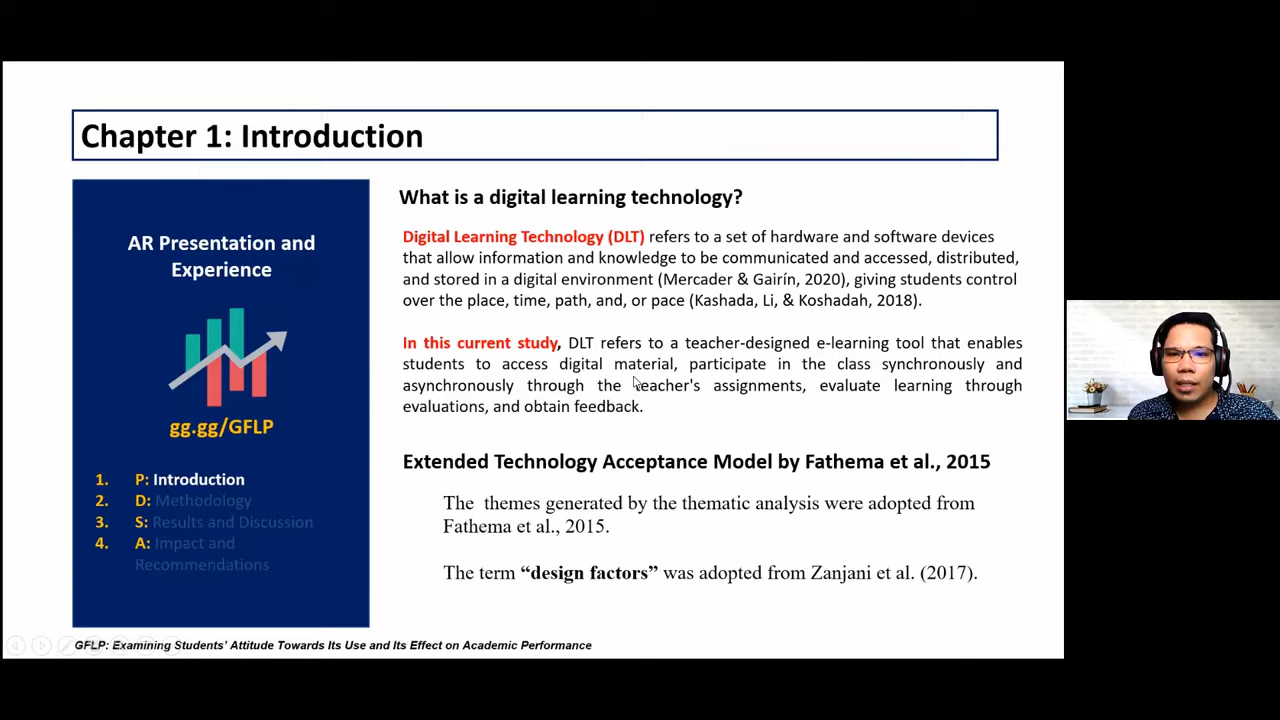 Chapter 1: Introduction
AR Presentation and
Experience
gg.gg/GFLP
1. P: Introduction
2. D: Methodology
3. S: Results and Discussion
4. A: Impact and
Recommendations
What is a digital learning technology?
Digital Learning Technology (DLT) refers to a set of hardware and software devices
that allow information and knowledge to be communicated and accessed, distributed,
and stored in a digital environment (Mercader & Gairín, 2020), giving students control
over the place, time, path, and, or pace (Kashada, Li, & Koshadah, 2018).
In this current study, DLT refers to a teacher-designed e-learning tool that enables
students to access digital material, participate in the class synchronously and
asynchronously through the teacher's assignments, evaluate learning through
evaluations, and obtain feedback.
Extended Technology Acceptance Model by Fathema et al., 2015
The themes generated by the thematic analysis were adopted from
Fathema et al., 2015.
The term “design factors” was adopted from Zanjani et al. (2017).
GFLP: Examining Students’ Attitude Towards Its Use and Its Effect on Academic Performance